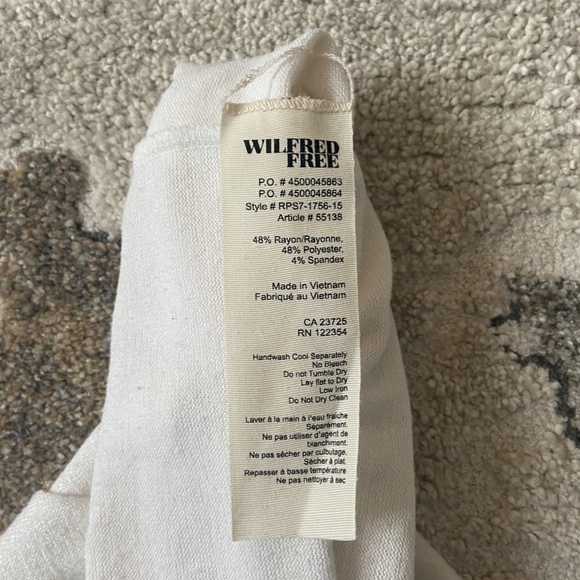 WILFRED
FREE
P.O. # 4500045863
P.O. # 4500045864
Style # RPS7-1756-15
Article # 55138
48% Rayon/Rayonne,
48% Polyester,
4% Spandex
Made in Vietnam
Fabriqué au Vietnam
CA 23725
RN 122354
Handwash Cool Separately
No Bleach
Do not Tumble Dry
Lay flat to Dry
Low Iron
Do Not Dry Clean
Laver à la main à l'eau fraîche
Séparément.
Ne pas utiliser d'agent de
blanchiment.
Ne pas sécher par culbutage,
Sécher à plat.
Repasser à basse température
Ne pas nettoyer à sec